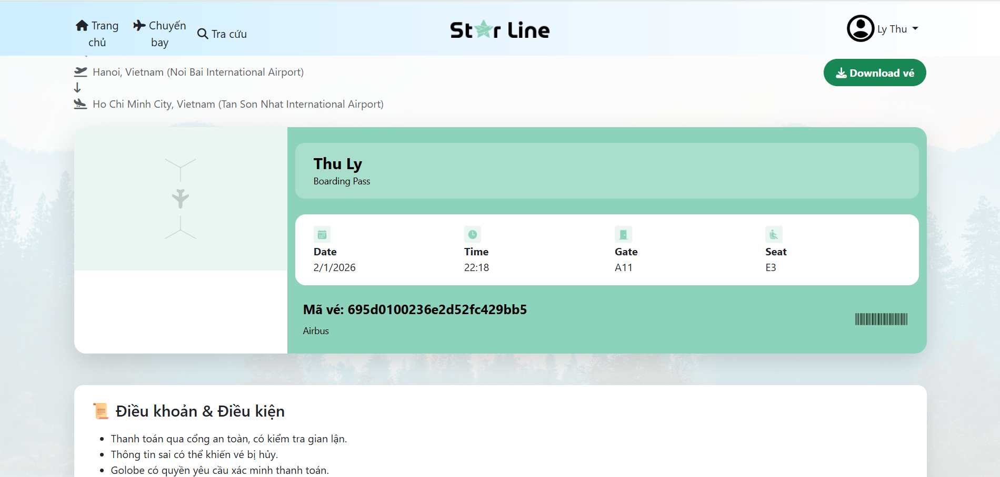 Trang chủ
Chuyến bay
Tra cứu
Star Line
Ly Thu
Hanoi, Vietnam (Noi Bai International Airport)
Download vé
Ho Chi Minh City, Vietnam (Tan Son Nhat International Airport)
Thu Ly
Boarding Pass
Date
2/1/2026
Time
22:18
Gate
A11
Seat
E3
Mã vé: 695d0100236e2d52fc429bb5
Airbus
Điều khoản & Điều kiện
Thanh toán qua cổng an toàn, có kiểm tra gian lận.
Thông tin sai có thể khiến vé bị hủy.
Golobe có quyền yêu cầu xác minh thanh toán.